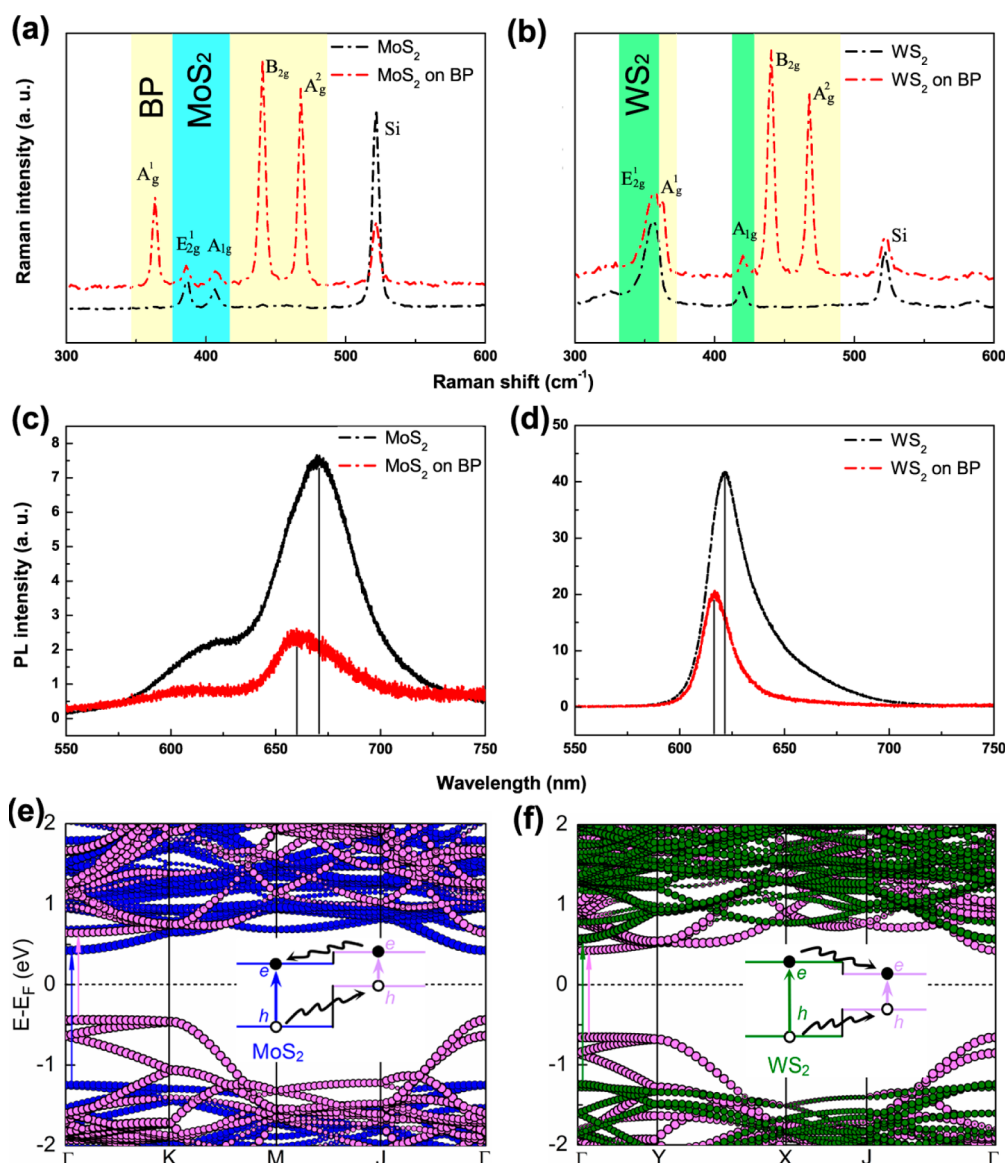 (a)
MoS₂
MoS₂ on BP
BP
MoS₂
B₂g
A²g
Si
A¹g
E¹₂g
A₁g
Raman intensity (a. u.)
300 400 500 600
(b)
WS₂
WS₂ on BP
WS₂
B₂g
A²g
E¹₂g
A¹g
A₁g
Si
300 400 500 600
Raman shift (cm⁻¹)
(c)
MoS₂
MoS₂ on BP
PL intensity (a. u.)
8
7
6
5
4
3
2
1
0
550 600 650 700 750
(d)
WS₂
WS₂ on BP
50
40
30
20
10
0
550 600 650 700 750
Wavelength (nm)
(e)
E-E_F (eV)
2
1
0
-1
-2
e
e
h
h
MoS₂
Γ K M J Γ
(f)
2
1
0
-1
-2
e
e
h
h
WS₂
Γ Y X J Γ